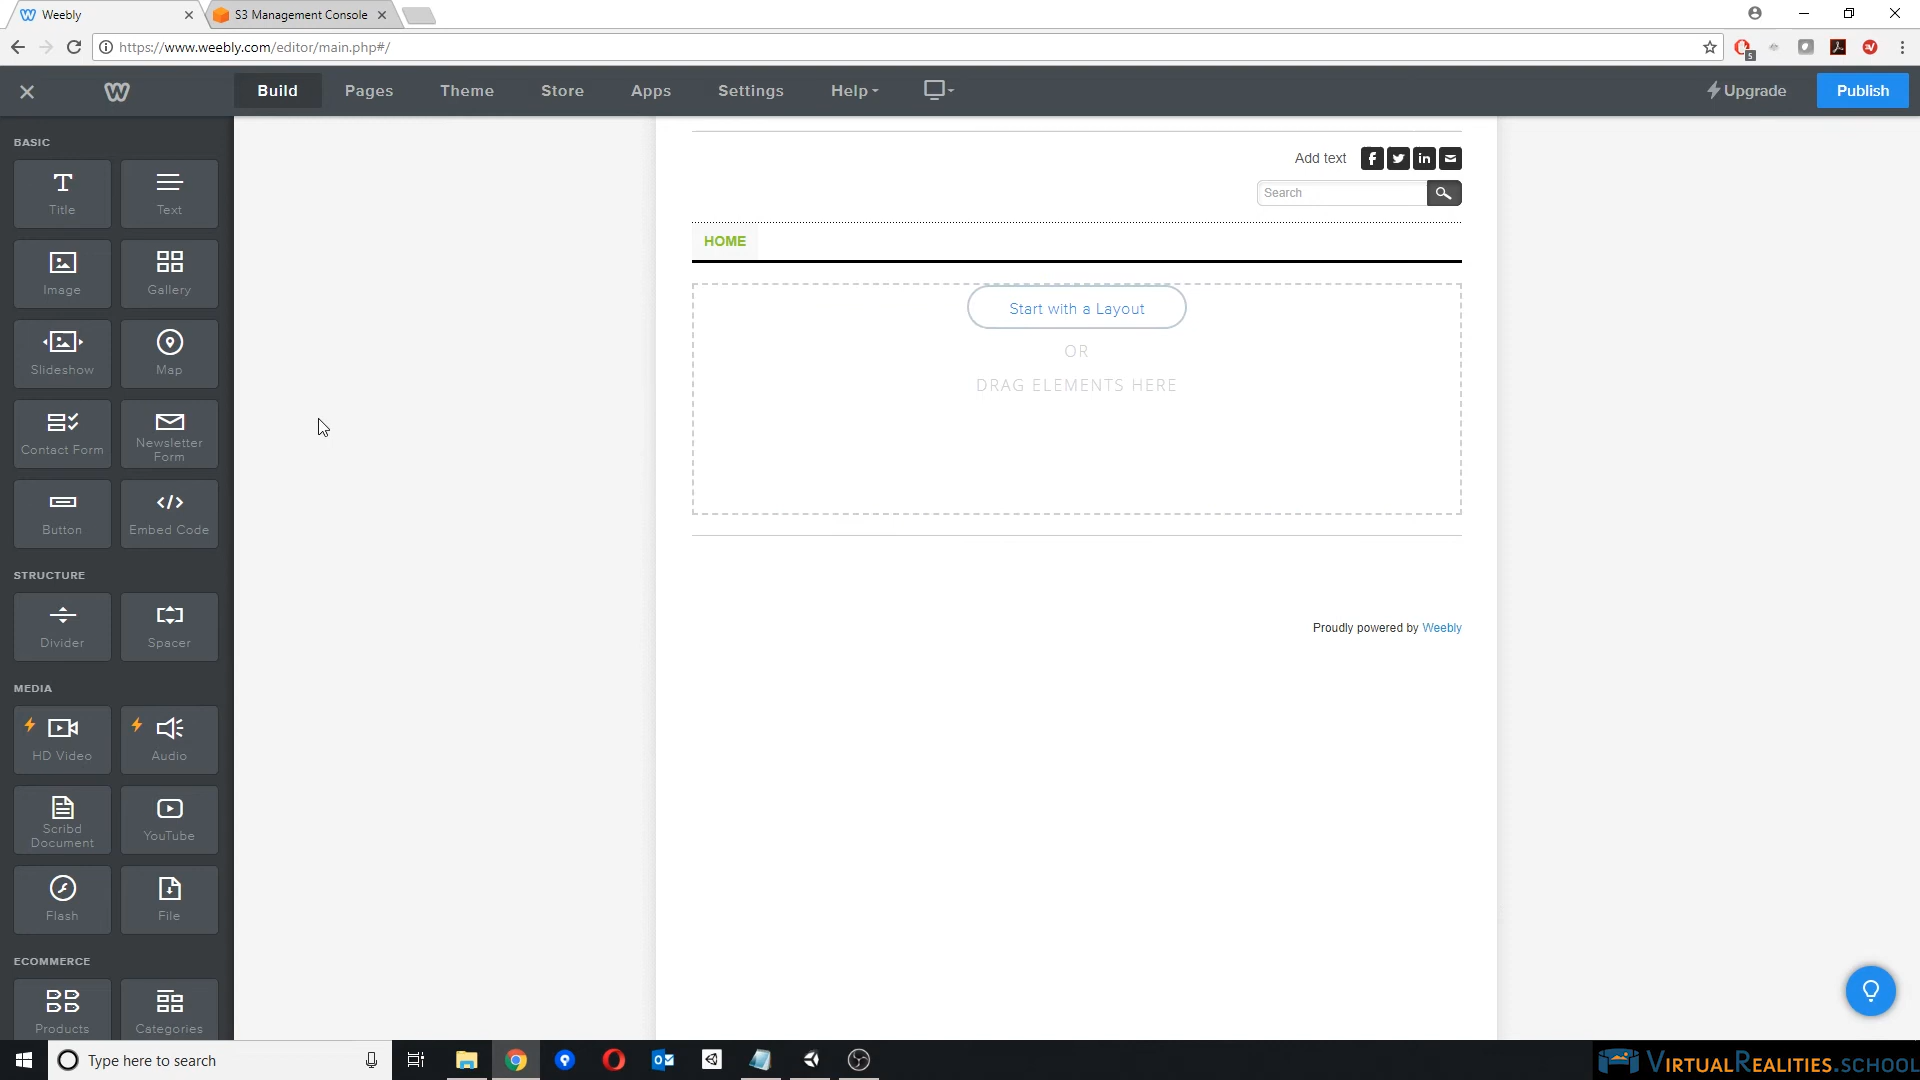 Weebly
S3 Management Console
https://www.weebly.com/editor/main.php#/
5
Build
Pages
Theme
Store
Apps
Settings
Help
Upgrade
Publish
BASIC
Title
Text
Image
Gallery
Slideshow
Map
Contact Form
Newsletter
Form
Button
Embed Code
STRUCTURE
Divider
Spacer
MEDIA
HD Video
Audio
Scribd
Document
YouTube
Flash
File
ECOMMERCE
Products
Categories
Add text
Search
HOME
Start with a Layout
OR
DRAG ELEMENTS HERE
Proudly powered by Weebly
Type here to search
VIRTUALREALITIES.SCHOOL